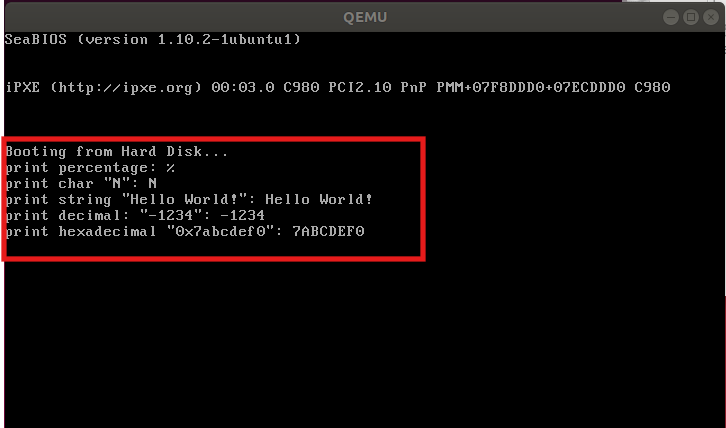 QEMU
SeaBIOS (version 1.10.2-1ubuntu1)
iPXE (http://ipxe.org) 00:03.0 C980 PCI2.10 PnP PMM+07F8DDD0+07ECDDD0 C980
Booting from Hard Disk...
print percentage: %
print char "N": N
print string "Hello World!": Hello World!
print decimal: "-1234": -1234
print hexadecimal "0x7abcdef0": 7ABCDEF0